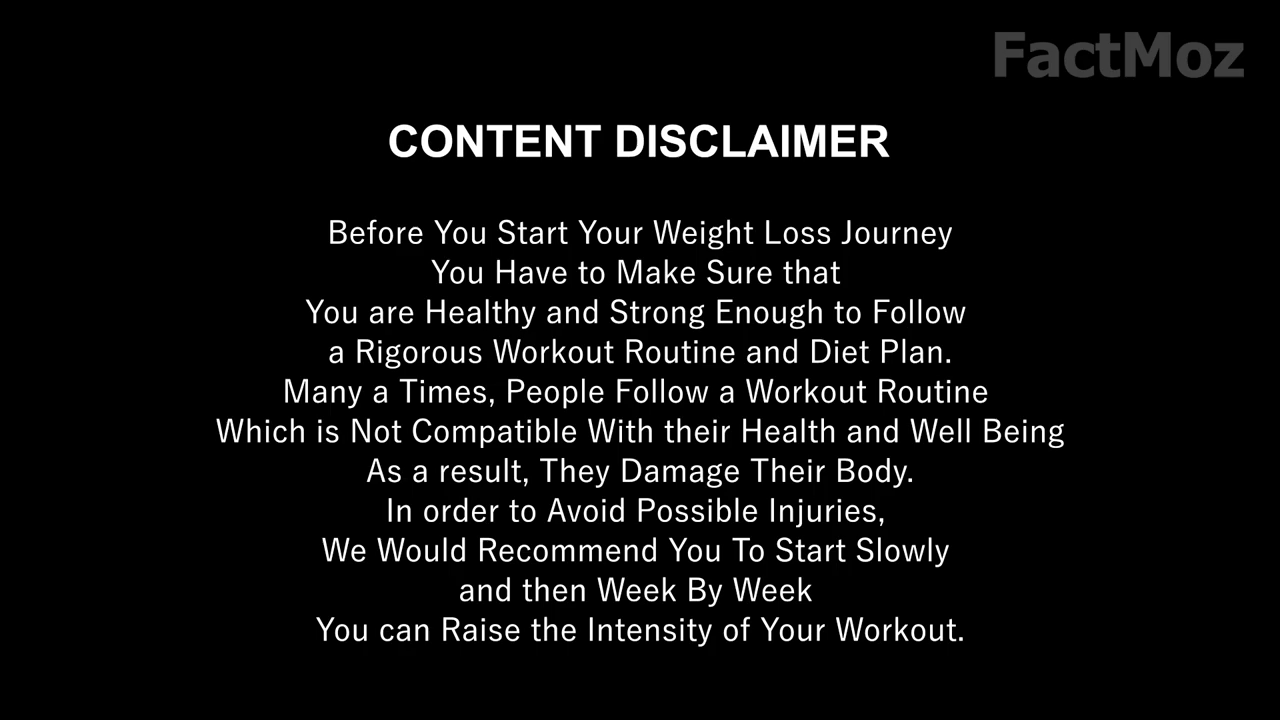 FactMoz
CONTENT DISCLAIMER
Before You Start Your Weight Loss Journey
You Have to Make Sure that
You are Healthy and Strong Enough to Follow
a Rigorous Workout Routine and Diet Plan.
Many a Times, People Follow a Workout Routine
Which is Not Compatible With their Health and Well Being
As a result, They Damage Their Body.
In order to Avoid Possible Injuries,
We Would Recommend You To Start Slowly
and then Week By Week
You can Raise the Intensity of Your Workout.